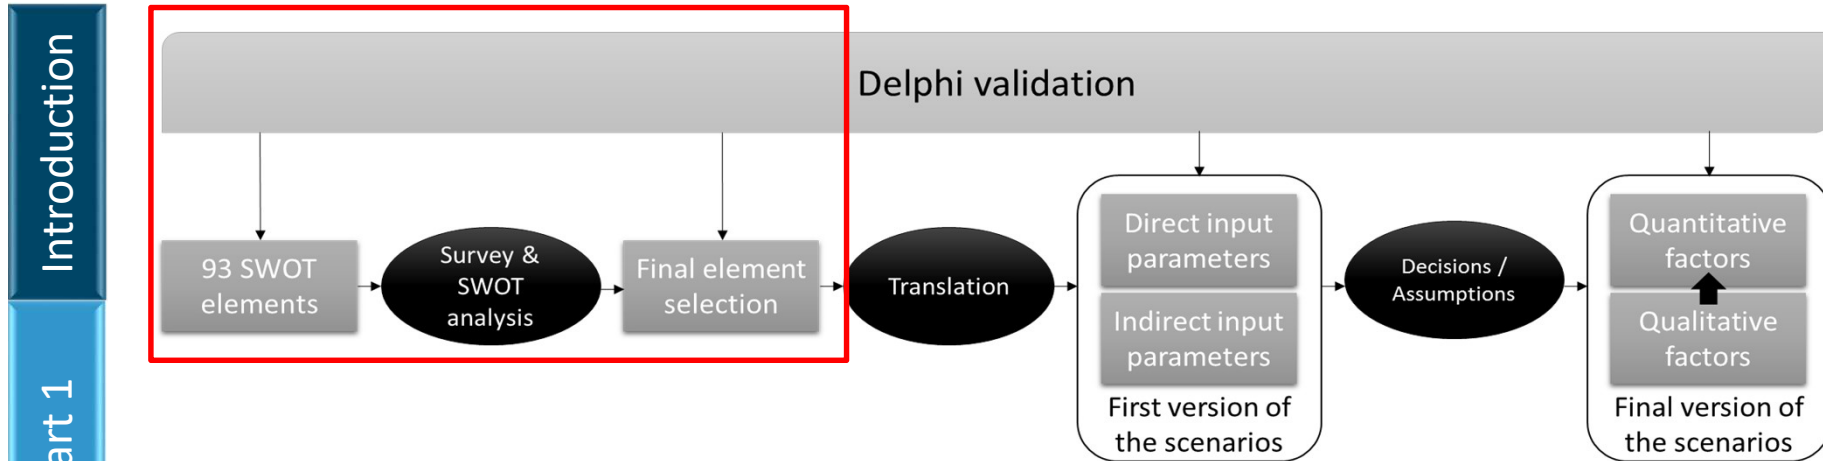 Introduction
art 1
Delphi validation
93 SWOT
elements
Survey &
SWOT
analysis
Final element
selection
Translation
Direct input
parameters
Indirect input
parameters
First version of
the scenarios
Decisions /
Assumptions
Quantitative
factors
Qualitative
factors
Final version of
the scenarios